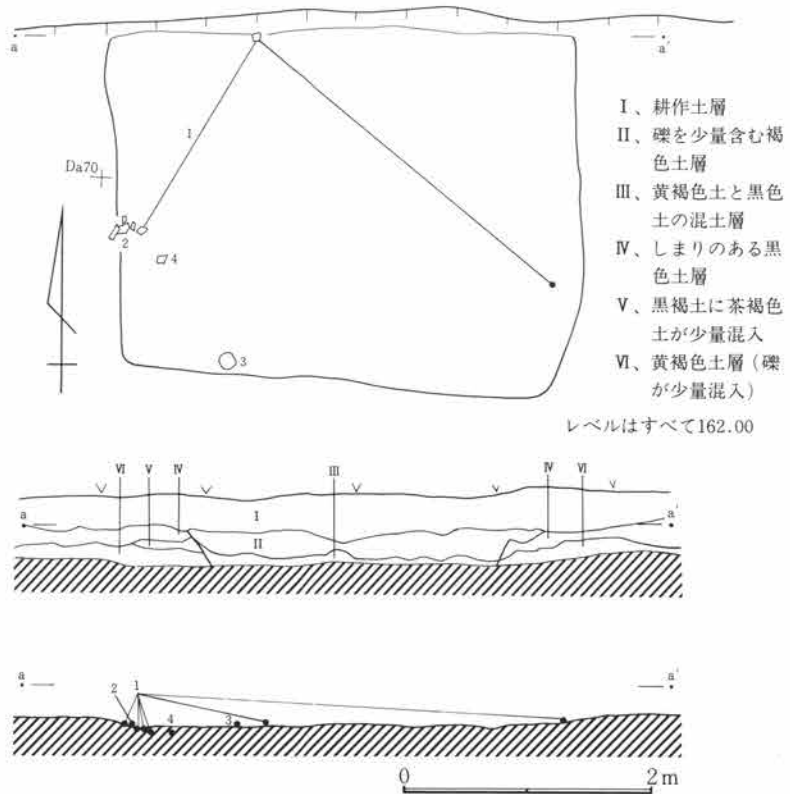 a
a'
1
Da70
2
4
3
Ⅰ、耕作土層
Ⅱ、礫を少量含む褐
色土層
Ⅲ、黄褐色土と黒色
土の混土層
Ⅳ、しまりのある黒
色土層
Ⅴ、黒褐土に茶褐色
土が少量混入
Ⅵ、黄褐色土層（礫
が少量混入）
レベルはすべて162.00
Ⅵ Ⅴ Ⅳ Ⅲ Ⅳ Ⅵ
a
a'
Ⅰ
Ⅱ
a
a'
2 1
4 3
0 2m